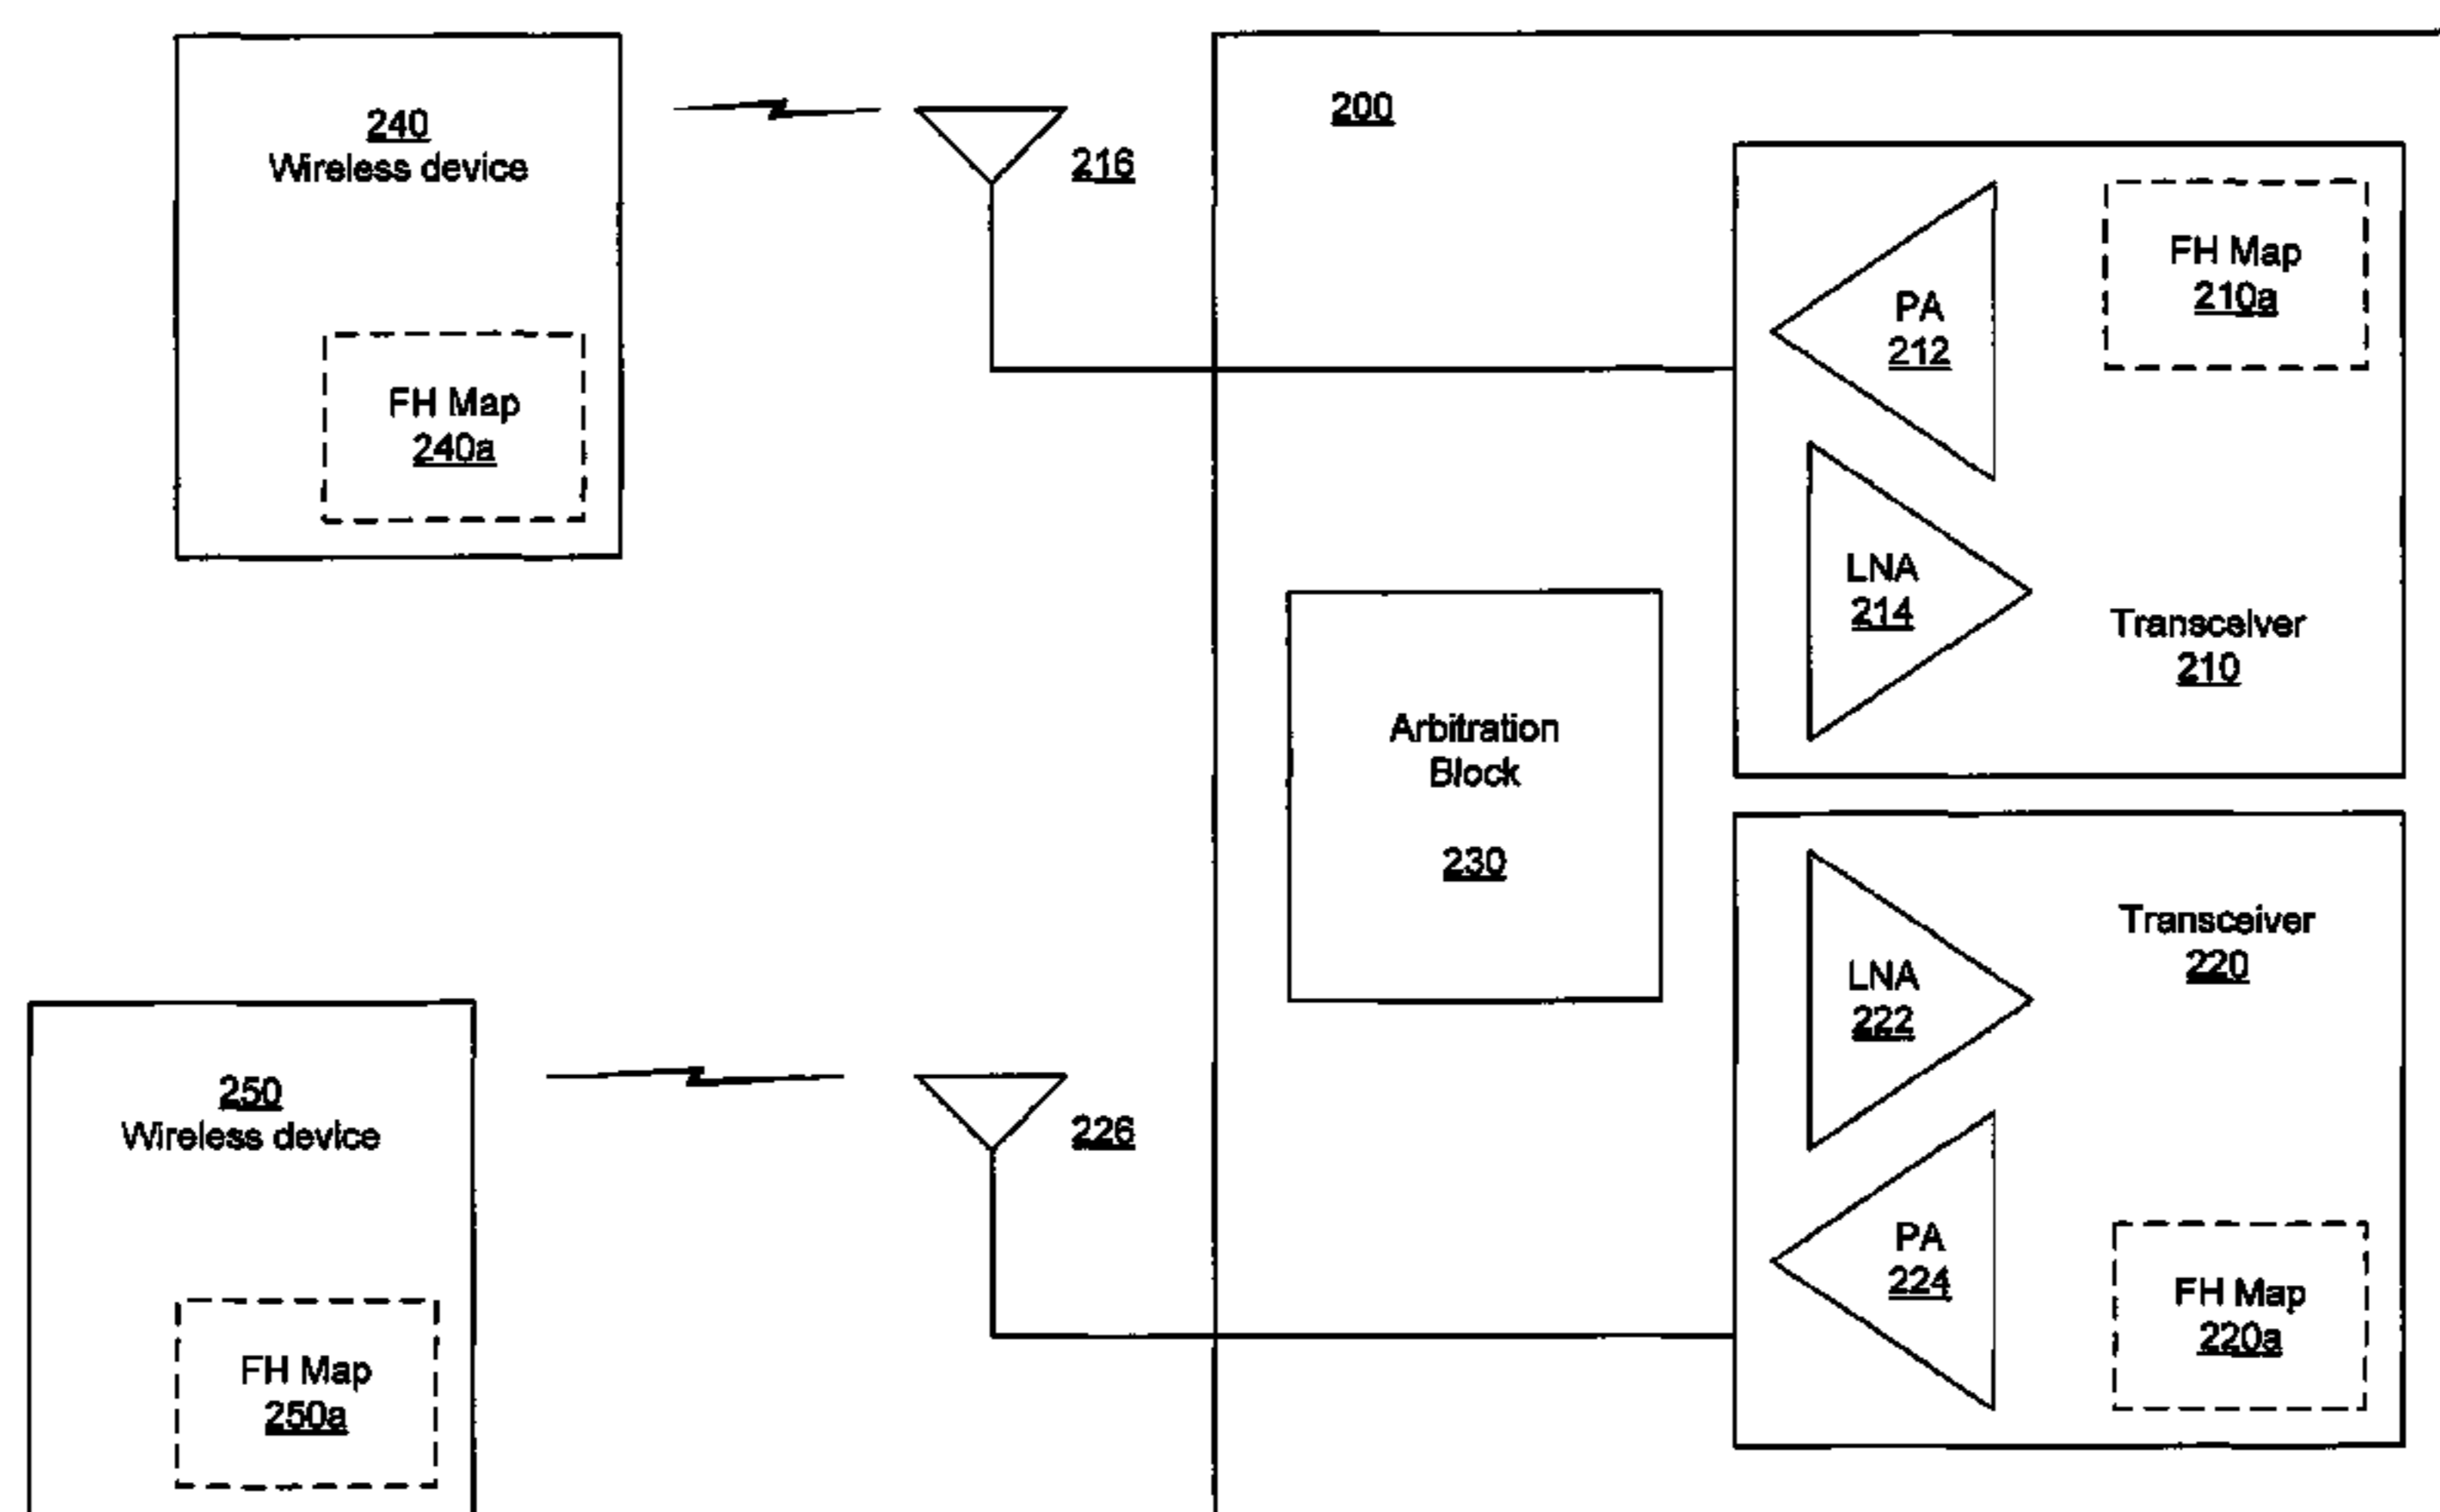 240
Wireless device
FH Map
240a
216
200
PA
212
FH Map
210a
LNA
214
Transceiver
210
Arbitration
Block
230
Transceiver
220
LNA
222
PA
224
FH Map
220a
250
Wireless device
FH Map
250a
226